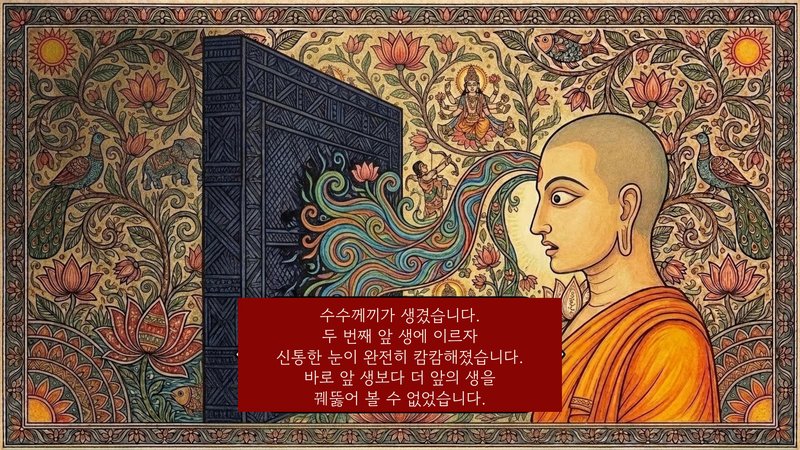 수수께끼가 생겼습니다.
두 번째 앞 생에 이르자
신통한 눈이 완전히 캄캄해졌습니다.
바로 앞 생보다 더 앞의 생을
꿰뚫어 볼 수 없었습니다.